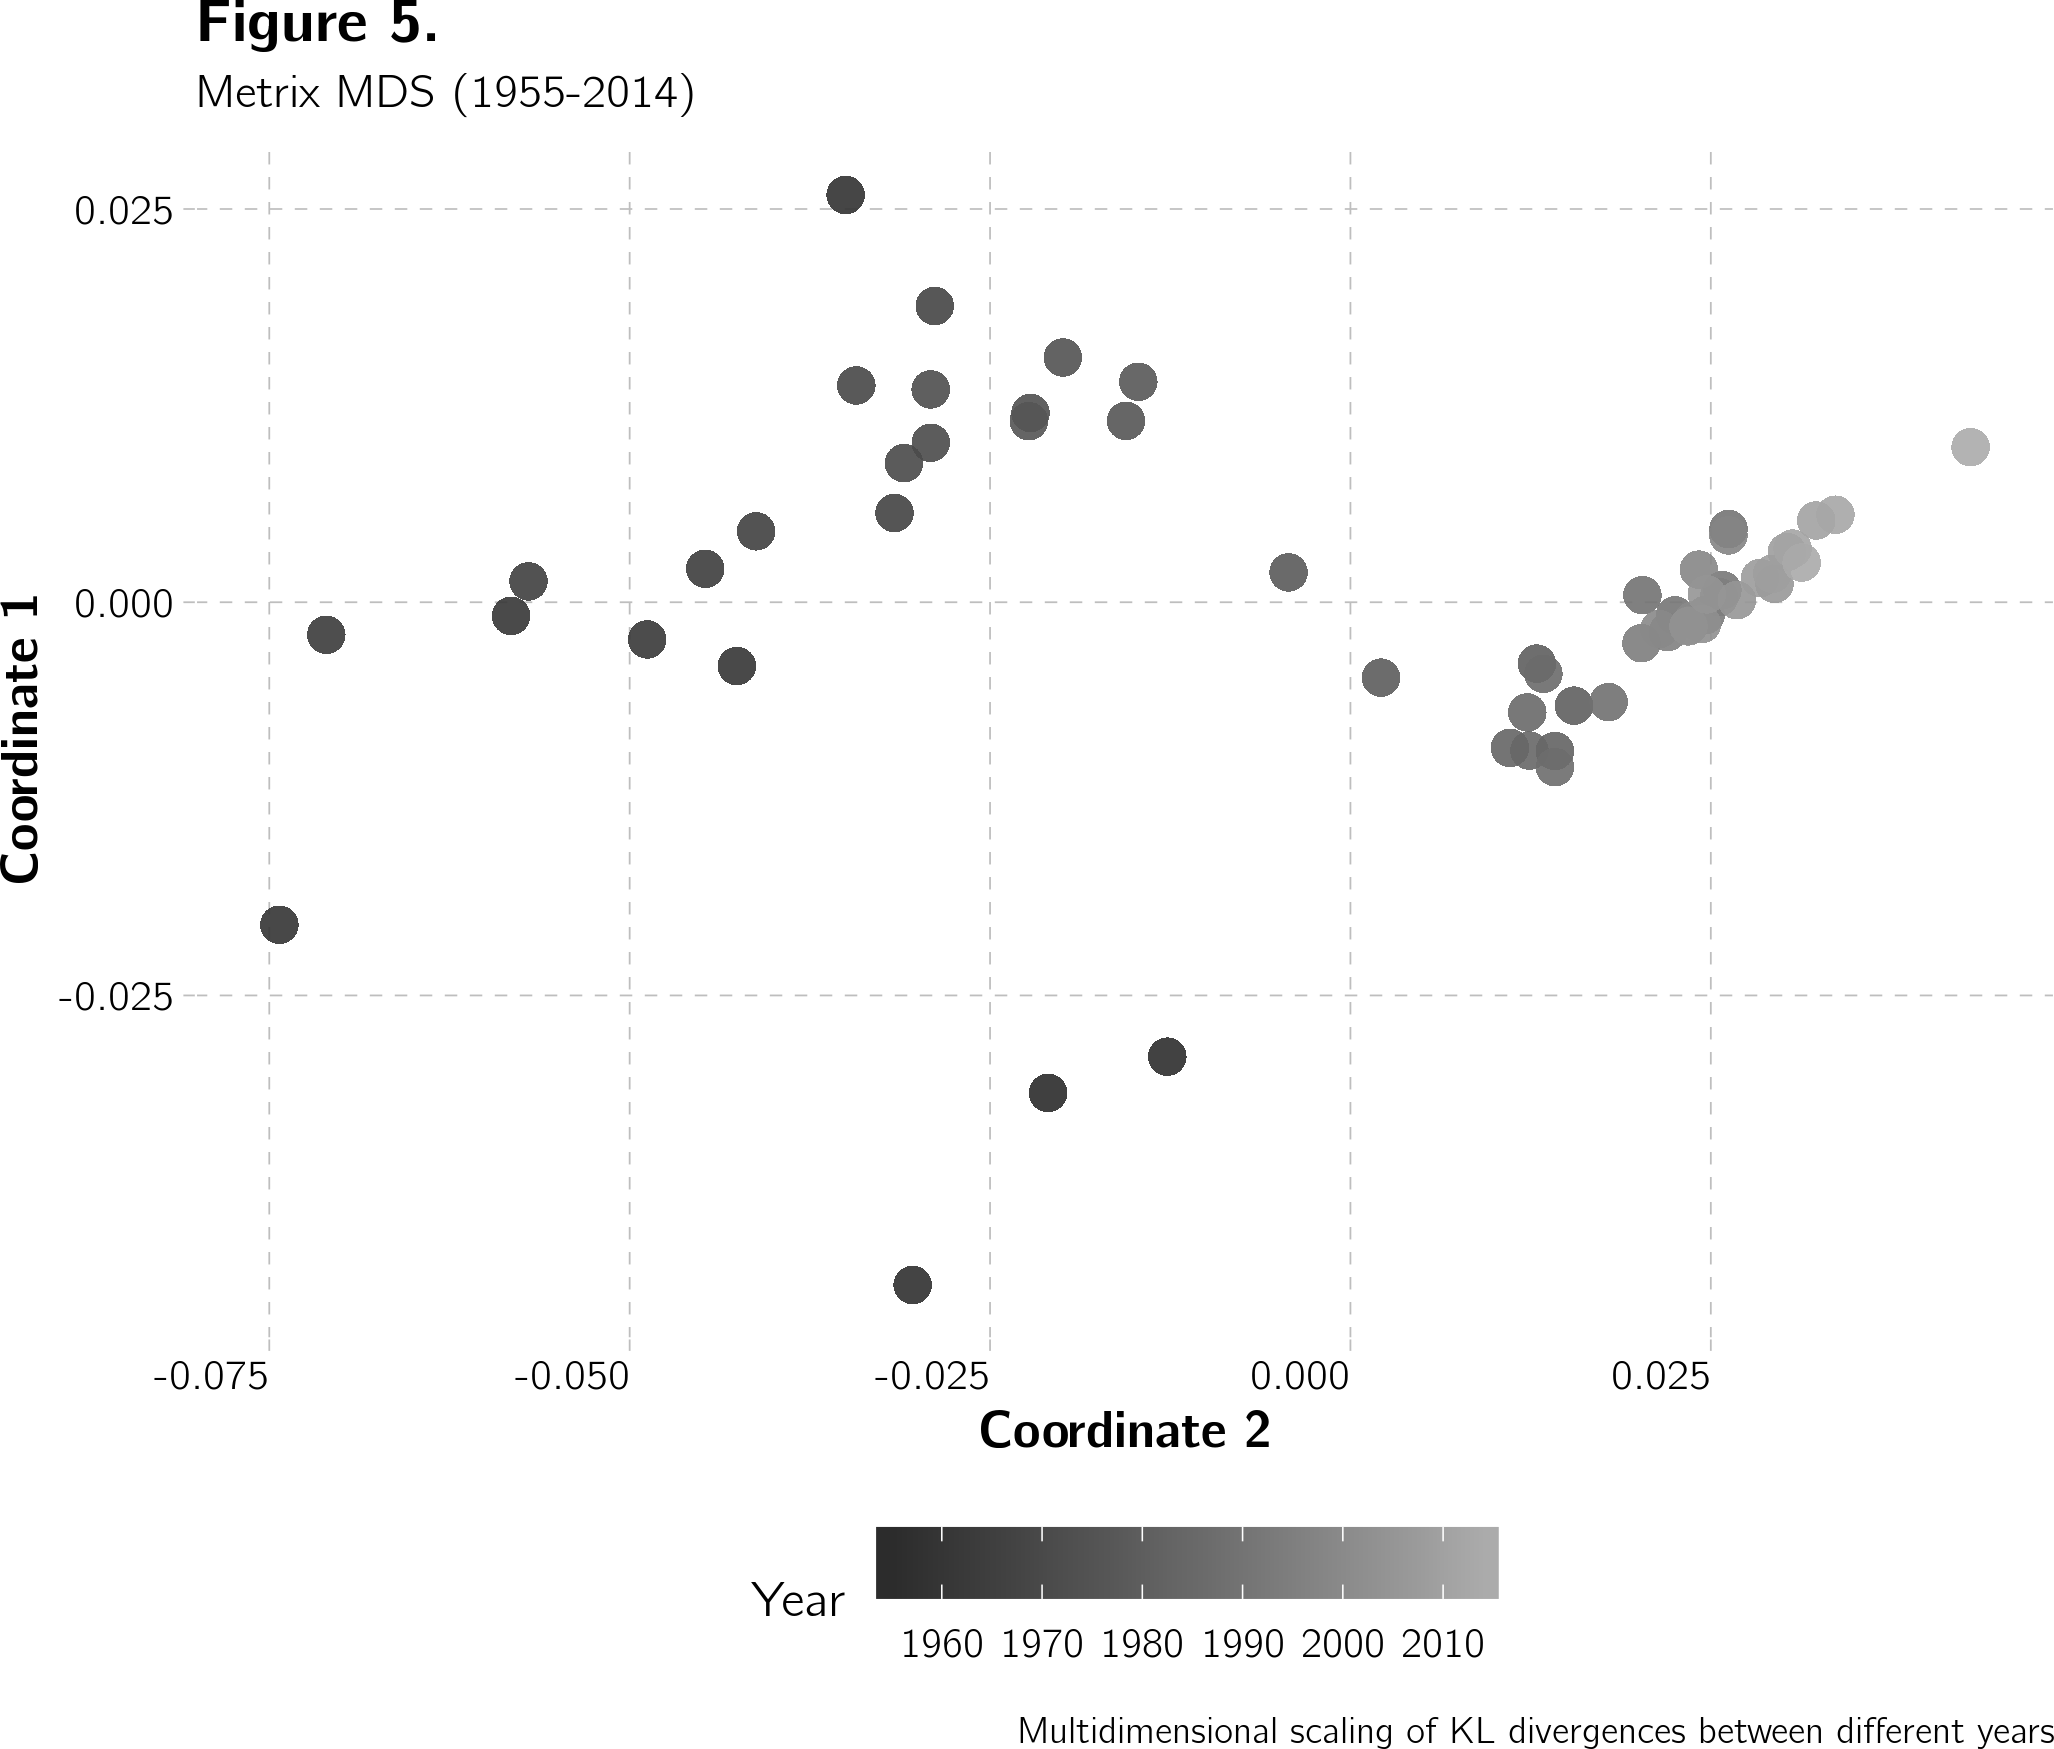 Figure 5.
Metrix MDS (1955-2014)
0.025
0.000
-0.025
Coordinate 1
-0.075 -0.050 -0.025 0.000 0.025
Coordinate 2
Year
1960 1970 1980 1990 2000 2010
Multidimensional scaling of KL divergences between different years